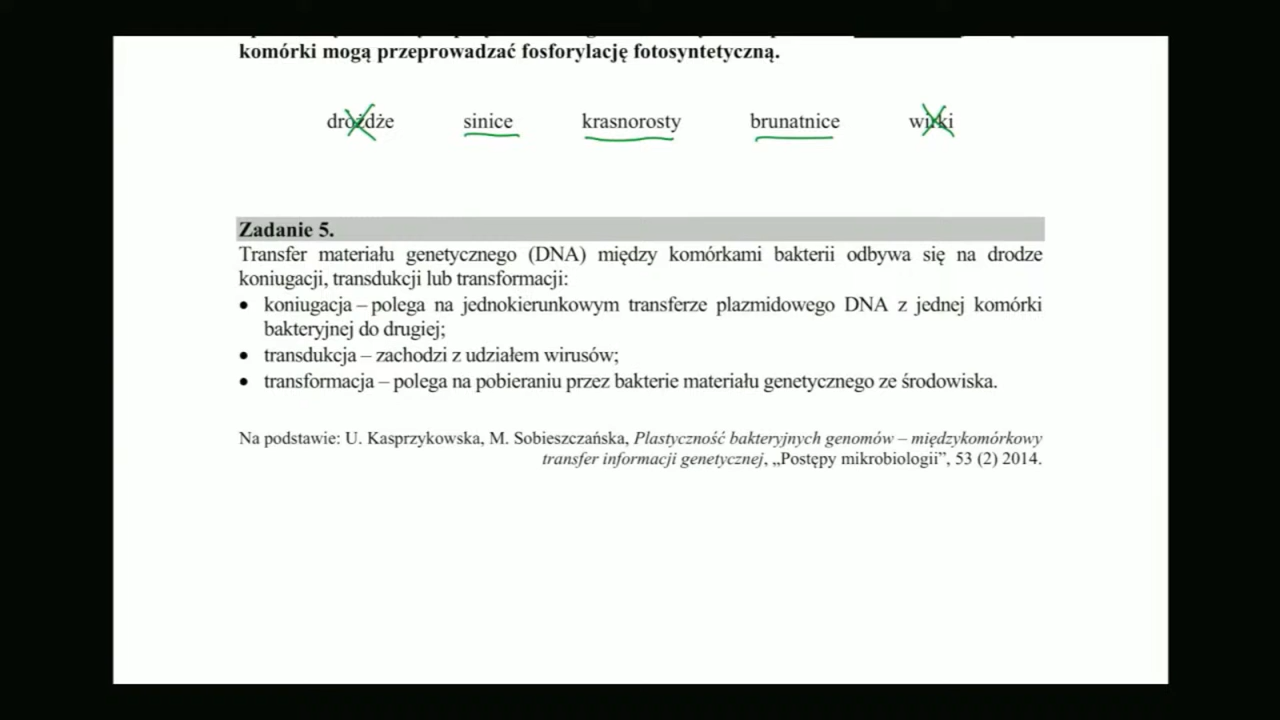 komórki mogą przeprowadzać fosforylację fotosyntetyczną.
drożdże sinice krasnorosty brunatnice wirki
Zadanie 5.
Transfer materiału genetycznego (DNA) między komórkami bakterii odbywa się na drodze
koniugacji, transdukcji lub transformacji:
• koniugacja – polega na jednokierunkowym transferze plazmidowego DNA z jednej komórki
bakteryjnej do drugiej;
• transdukcja – zachodzi z udziałem wirusów;
• transformacja – polega na pobieraniu przez bakterie materiału genetycznego ze środowiska.
Na podstawie: U. Kasprzykowska, M. Sobieszczańska, Plastyczność bakteryjnych genomów – międzykomórkowy
transfer informacji genetycznej, „Postępy mikrobiologii”, 53 (2) 2014.